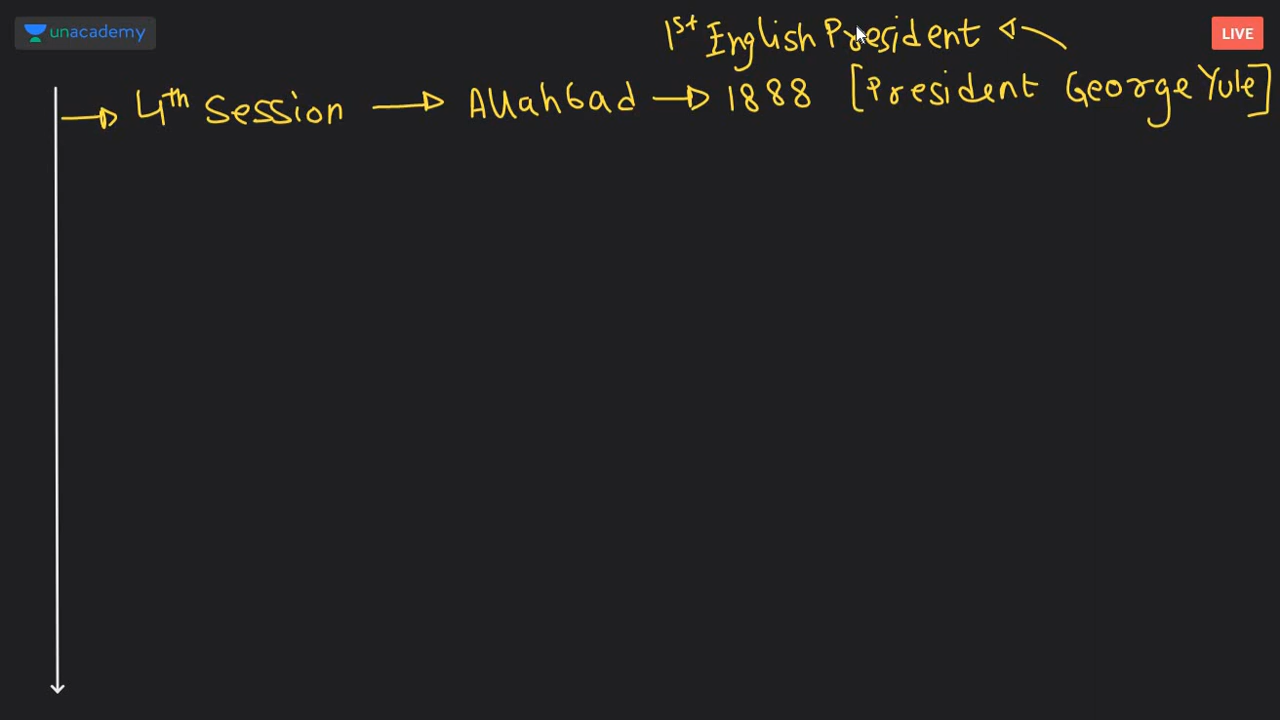 unacademy
1st English President
LIVE
4th Session → Allahbad → 1888 [President George Yule]